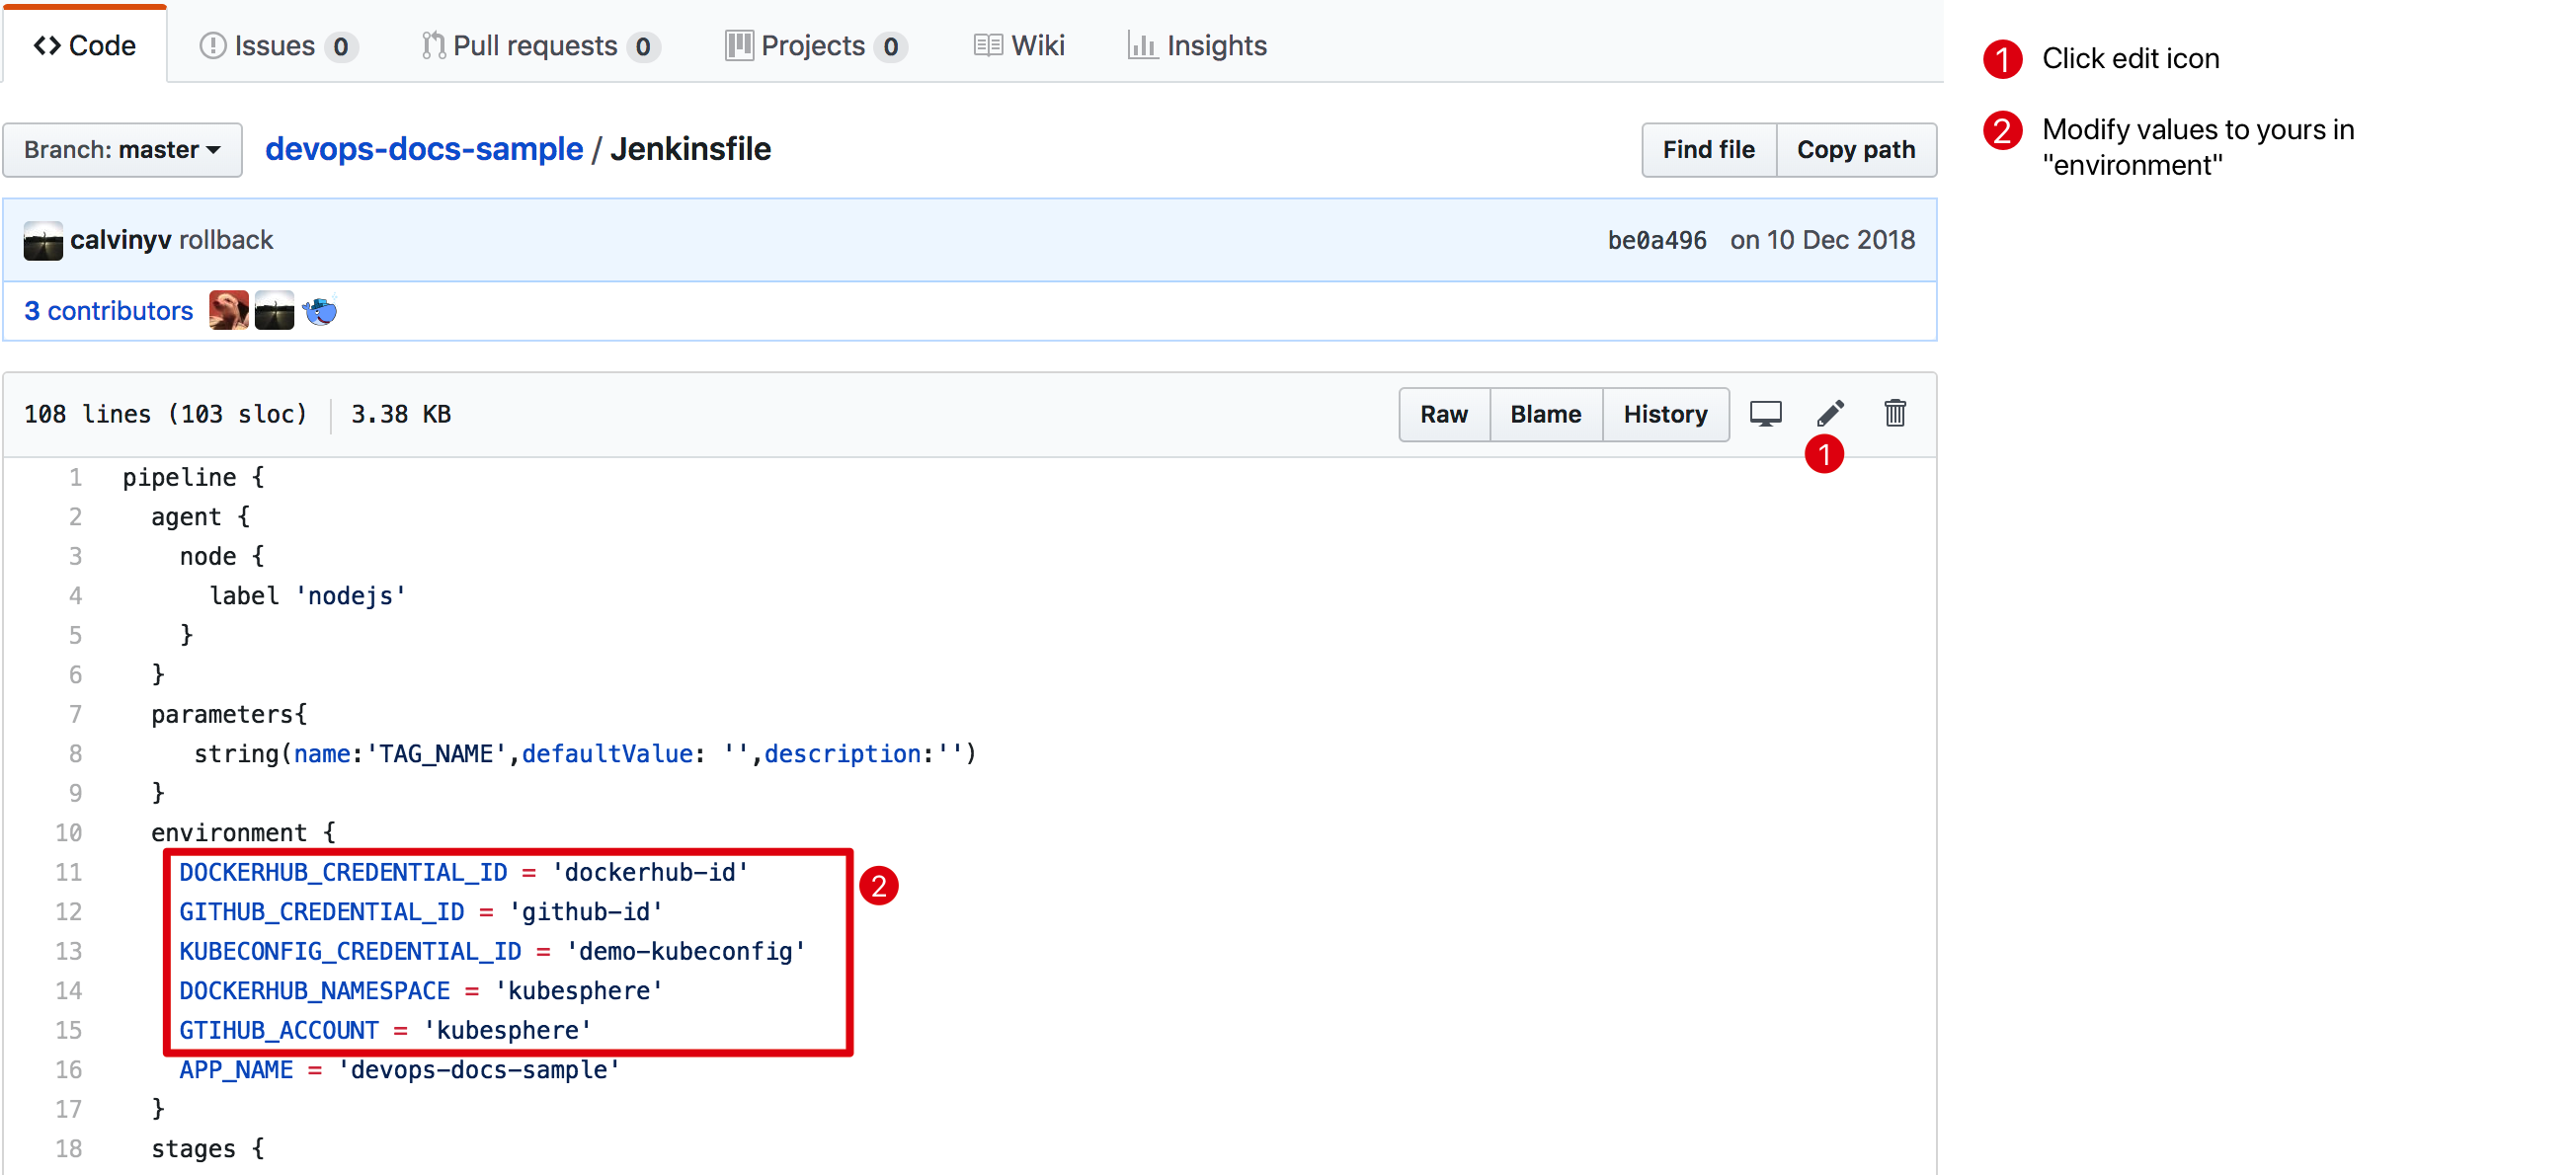 Code Issues 0 Pull requests 0 Projects 0 Wiki Insights
Branch: master devops-docs-sample / Jenkinsfile Find file Copy path
calvinyv rollback be0a496 on 10 Dec 2018
3 contributors
108 lines (103 sloc) 3.38 KB Raw Blame History
1
1 pipeline {
2 agent {
3 node {
4 label 'nodejs'
5 }
6 }
7 parameters{
8 string(name:'TAG_NAME',defaultValue: '',description:'')
9 }
10 environment {
11 DOCKERHUB_CREDENTIAL_ID = 'dockerhub-id'
2
12 GITHUB_CREDENTIAL_ID = 'github-id'
13 KUBECONFIG_CREDENTIAL_ID = 'demo-kubeconfig'
14 DOCKERHUB_NAMESPACE = 'kubesphere'
15 GTIHUB_ACCOUNT = 'kubesphere'
16 APP_NAME = 'devops-docs-sample'
17 }
18 stages {
1 Click edit icon
2 Modify values to yours in
"environment"